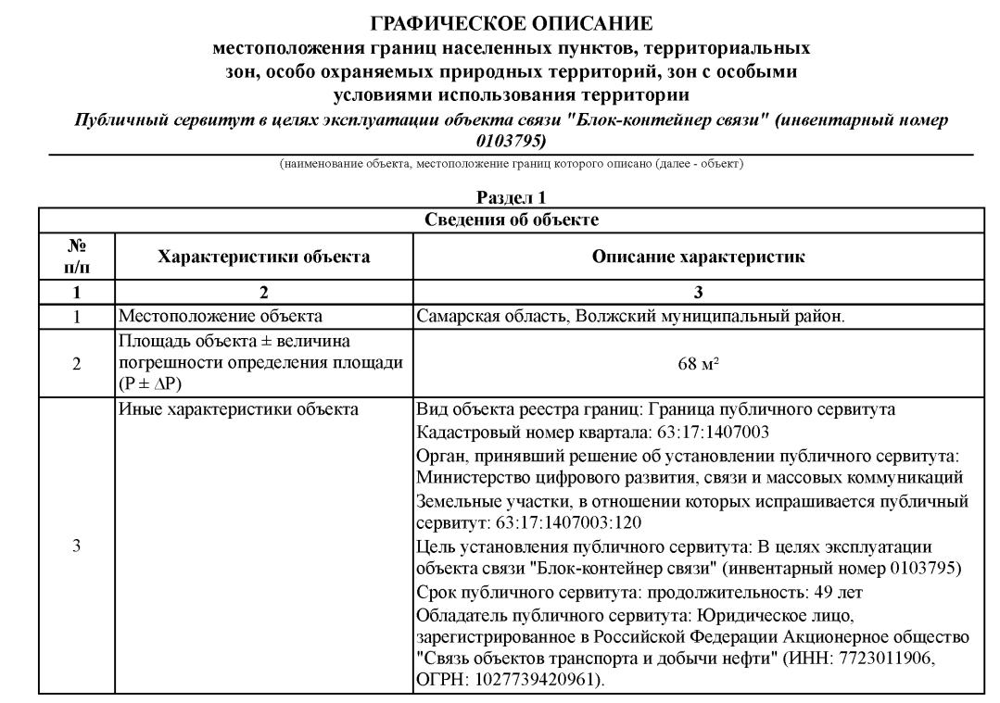 ГРАФИЧЕСКОЕ ОПИСАНИЕ
местоположения границ населенных пунктов, территориальных
зон, особо охраняемых природных территорий, зон с особыми
условиями использования территории
Публичный сервитут в целях эксплуатации объекта связи "Блок-контейнер связи" (инвентарный номер
0103795)
(наименование объекта, местоположение границ которого описано (далее - объект)
Раздел 1
Сведения об объекте
№
п/п
Характеристики объекта
Описание характеристик
1
2
3
1
Местоположение объекта
Самарская область, Волжский муниципальный район.
2
Площадь объекта ± величина
погрешности определения площади
(P ± ∆P)
68 м²
3
Иные характеристики объекта
Вид объекта реестра границ: Граница публичного сервитута
Кадастровый номер квартала: 63:17:1407003
Орган, принявший решение об установлении публичного сервитута:
Министерство цифрового развития, связи и массовых коммуникаций
Земельные участки, в отношении которых испрашивается публичный
сервитут: 63:17:1407003:120
Цель установления публичного сервитута: В целях эксплуатации
объекта связи "Блок-контейнер связи" (инвентарный номер 0103795)
Срок публичного сервитута: продолжительность: 49 лет
Обладатель публичного сервитута: Юридическое лицо,
зарегистрированное в Российской Федерации Акционерное общество
"Связь объектов транспорта и добычи нефти" (ИНН: 7723011906,
ОГРН: 1027739420961).